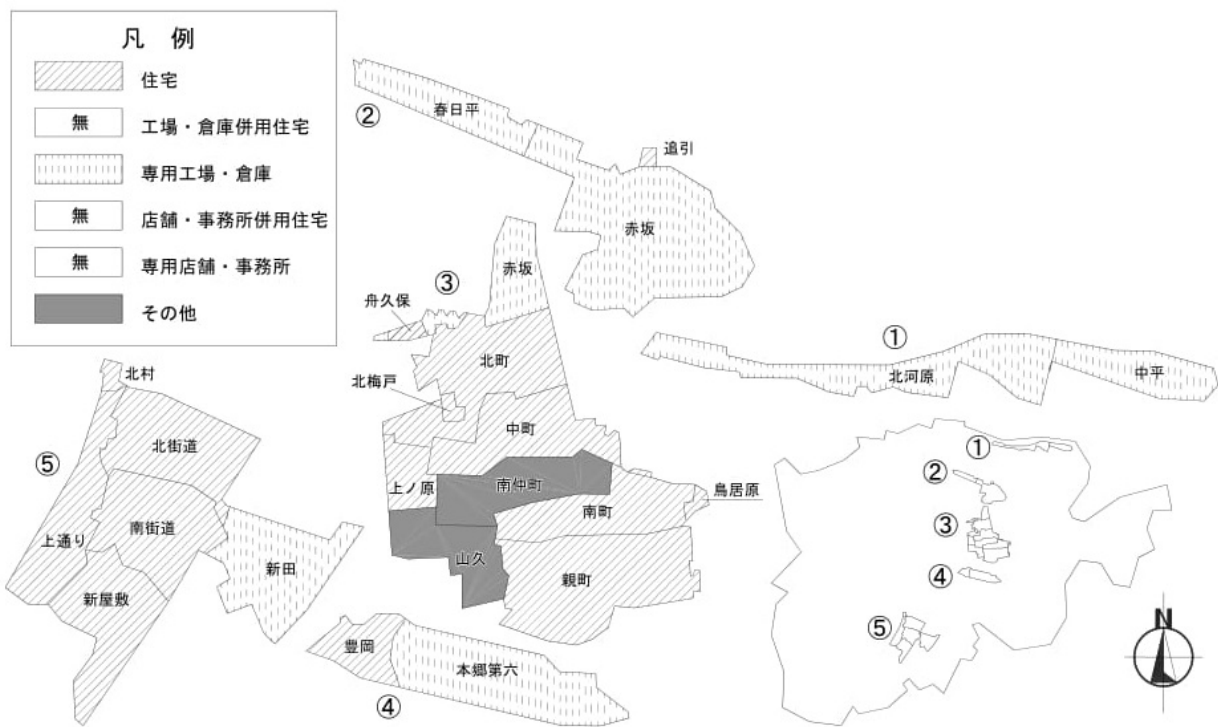 凡 例
住宅
無 工場・倉庫併用住宅
専用工場・倉庫
無 店舗・事務所併用住宅
無 専用店舗・事務所
その他
②
春日平
追引
赤坂
③
赤坂
舟久保
北町
北梅戸
中町
上ノ原
南仲町
南町
鳥居原
山久
親町
①
北河原
中平
⑤
北村
北街道
上通り
南街道
新田
新屋敷
豊岡
本郷第六
④
①
②
③
④
⑤
N